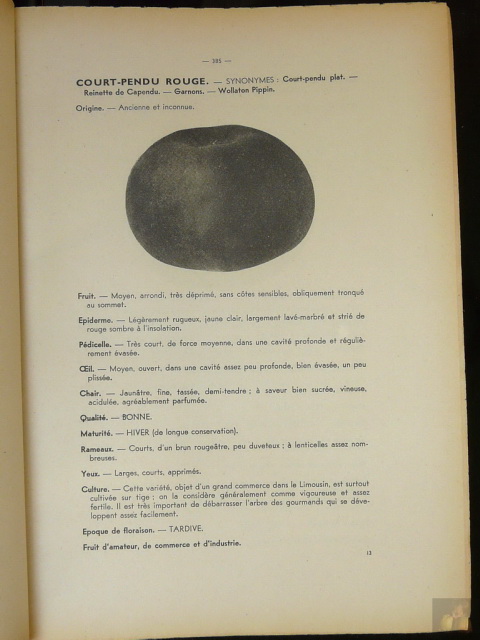 — 385 —
COURT-PENDU ROUGE. — SYNONYMES : Court-pendu plat. —
Reinette de Capendu. — Garnons. — Wollaton Pippin.
Origine. — Ancienne et inconnue.
Fruit. — Moyen, arrondi, très déprimé, sans côtes sensibles, obliquement tronqué
au sommet.
Epiderme. — Légèrement rugueux, jaune clair, largement lavé-marbré et strié de
rouge sombre à l'insolation.
Pédicelle. — Très court, de force moyenne, dans une cavité profonde et réguliè-
rement évasée.
Œil. — Moyen, ouvert, dans une cavité assez peu profonde, bien évasée, un peu
plissée.
Chair. — Jaunâtre, fine, tassée, demi-tendre ; à saveur bien sucrée, vineuse,
acidulée, agréablement parfumée.
Qualité. — BONNE.
Maturité. — HIVER (de longue conservation).
Rameaux. — Courts, d'un brun rougeâtre, peu duveteux ; à lenticelles assez nom-
breuses.
Yeux. — Larges, courts, apprimés.
Culture. — Cette variété, objet d'un grand commerce dans le Limousin, est surtout
cultivée sur tige ; on la considère généralement comme vigoureuse et assez
fertile. Il est très important de débarrasser l'arbre des gourmands qui se déve-
loppent assez facilement.
Epoque de floraison. — TARDIVE.
Fruit d'amateur, de commerce et d'industrie.